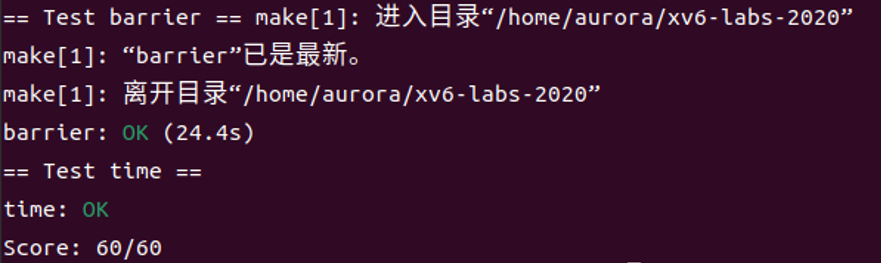 == Test barrier == make[1]: 进入目录“/home/aurora/xv6-labs-2020”
make[1]: “barrier”已是最新。
make[1]: 离开目录“/home/aurora/xv6-labs-2020”
barrier: OK (24.4s)
== Test time ==
time: OK
Score: 60/60